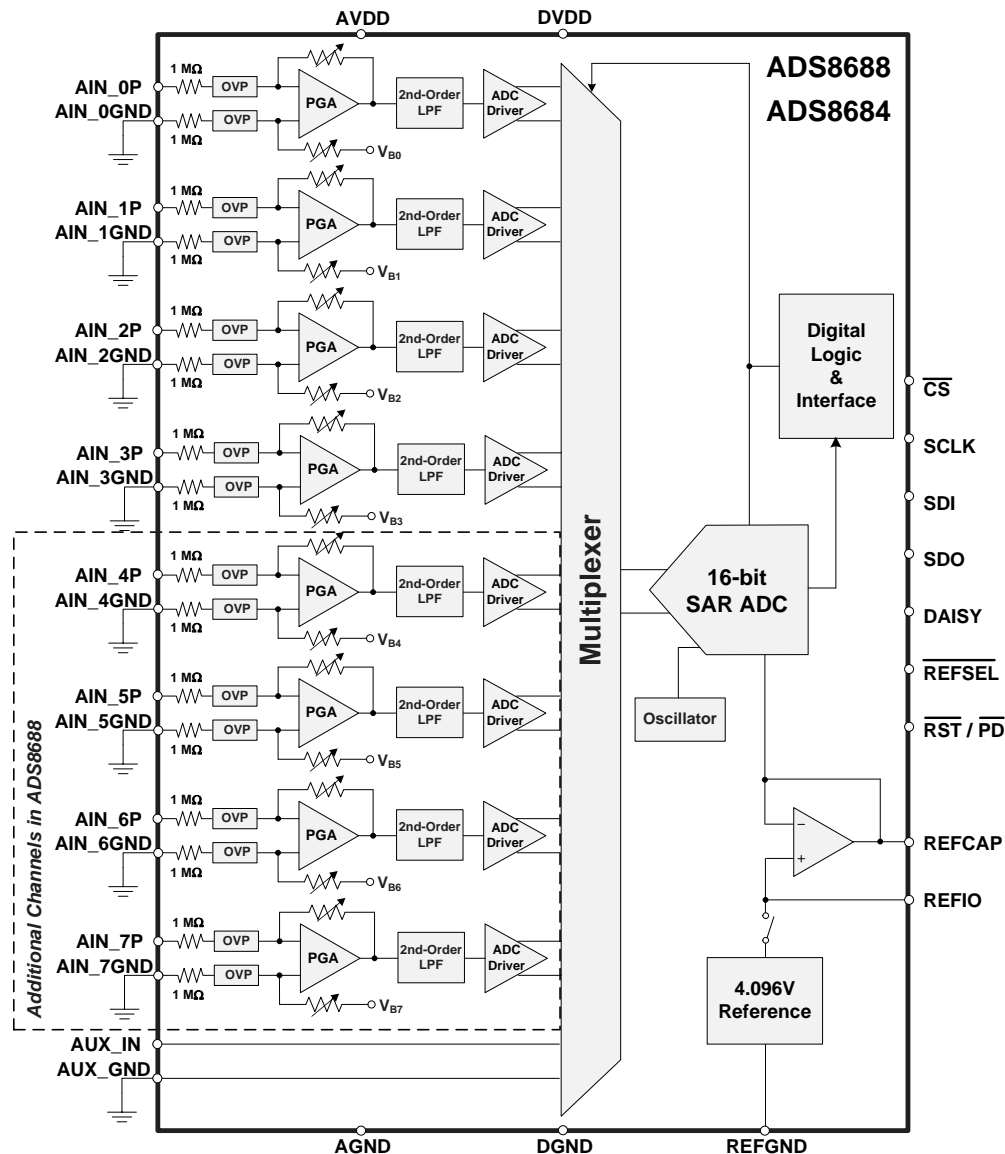 AVDD
DVDD
ADS8688
ADS8684
AIN_0P
1 MΩ
OVP
AIN_0GND
1 MΩ
OVP
PGA
2nd-Order
LPF
ADC
Driver
VB0
AIN_1P
1 MΩ
OVP
AIN_1GND
1 MΩ
OVP
PGA
2nd-Order
LPF
ADC
Driver
VB1
AIN_2P
1 MΩ
OVP
AIN_2GND
1 MΩ
OVP
PGA
2nd-Order
LPF
ADC
Driver
VB2
AIN_3P
1 MΩ
OVP
AIN_3GND
1 MΩ
OVP
PGA
2nd-Order
LPF
ADC
Driver
VB3
Additional Channels in ADS8688
AIN_4P
1 MΩ
OVP
AIN_4GND
1 MΩ
OVP
PGA
2nd-Order
LPF
ADC
Driver
VB4
AIN_5P
1 MΩ
OVP
AIN_5GND
1 MΩ
OVP
PGA
2nd-Order
LPF
ADC
Driver
VB5
AIN_6P
1 MΩ
OVP
AIN_6GND
1 MΩ
OVP
PGA
2nd-Order
LPF
ADC
Driver
VB6
AIN_7P
1 MΩ
OVP
AIN_7GND
1 MΩ
OVP
PGA
2nd-Order
LPF
ADC
Driver
VB7
AUX_IN
AUX_GND
Multiplexer
Digital
Logic
&
Interface
16-bit
SAR ADC
Oscillator
4.096V
Reference
CS
SCLK
SDI
SDO
DAISY
REFSEL
RST / PD
REFCAP
REFIO
AGND
DGND
REFGND